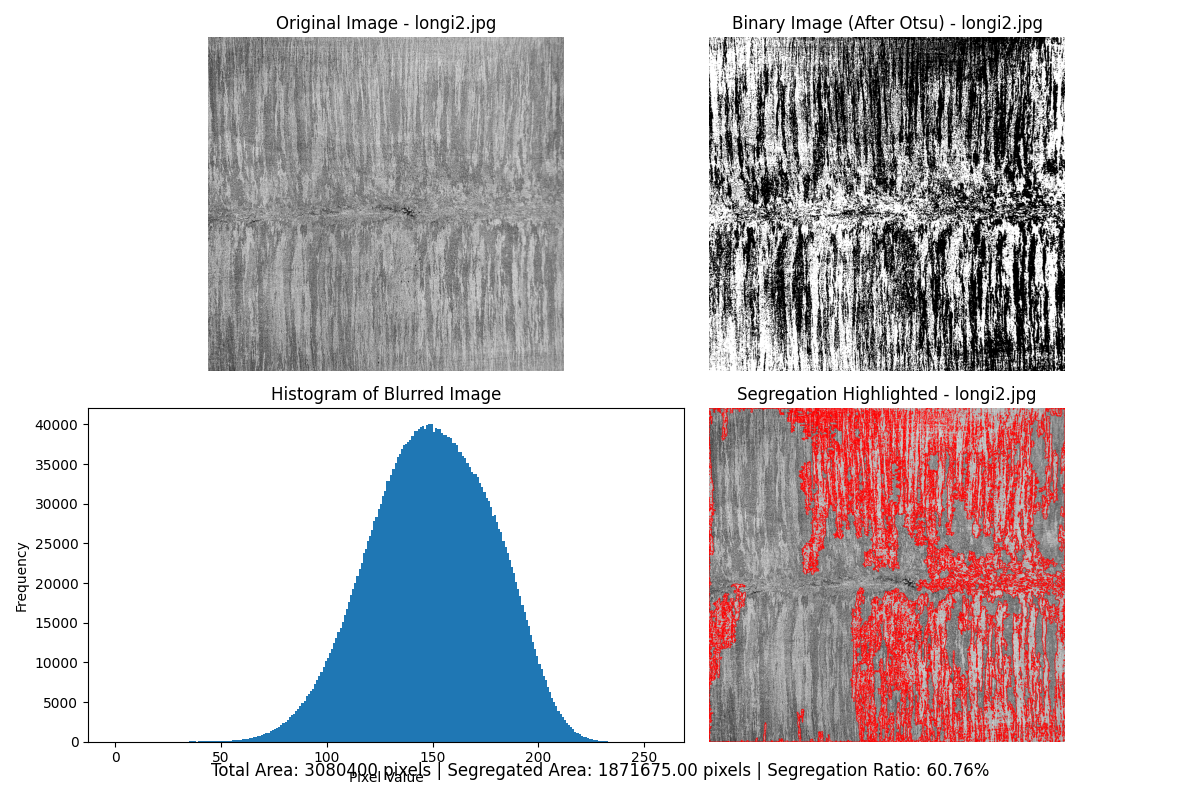 Original Image - longi2.jpg
Binary Image (After Otsu) - longi2.jpg
Histogram of Blurred Image
Segregation Highlighted - longi2.jpg
40000
35000
30000
25000
20000
15000
10000
5000
0
Frequency
0 50 100 150 200 250
Pixel Value
Total Area: 3080400 pixels | Segregated Area: 1871675.00 pixels | Segregation Ratio: 60.76%